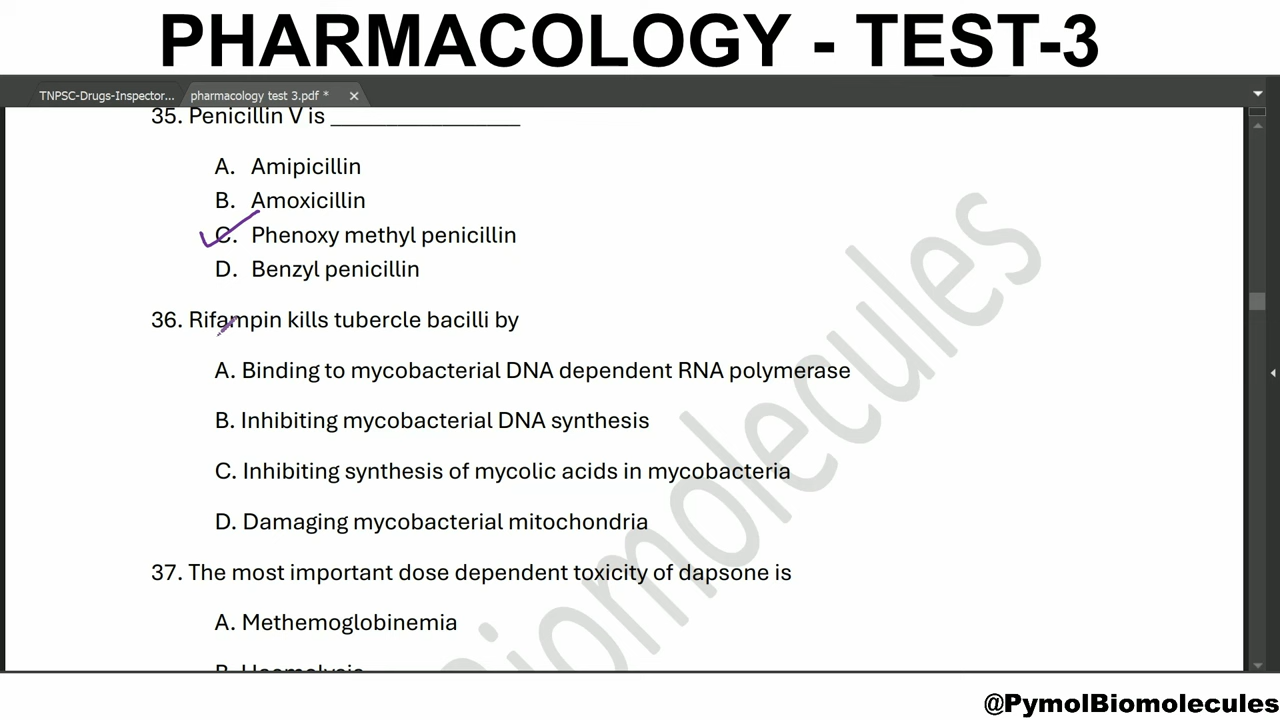 PHARMACOLOGY - TEST-3
TNPSC-Drugs-Inspector... pharmacology test 3.pdf *
35. Penicillin V is _________________
A. Amipicillin
B. Amoxicillin
C. Phenoxy methyl penicillin
D. Benzyl penicillin
36. Rifampin kills tubercle bacilli by
A. Binding to mycobacterial DNA dependent RNA polymerase
B. Inhibiting mycobacterial DNA synthesis
C. Inhibiting synthesis of mycolic acids in mycobacteria
D. Damaging mycobacterial mitochondria
37. The most important dose dependent toxicity of dapsone is
A. Methemoglobinemia
B. Haemolysis
Biomolecules
@PymolBiomolecules